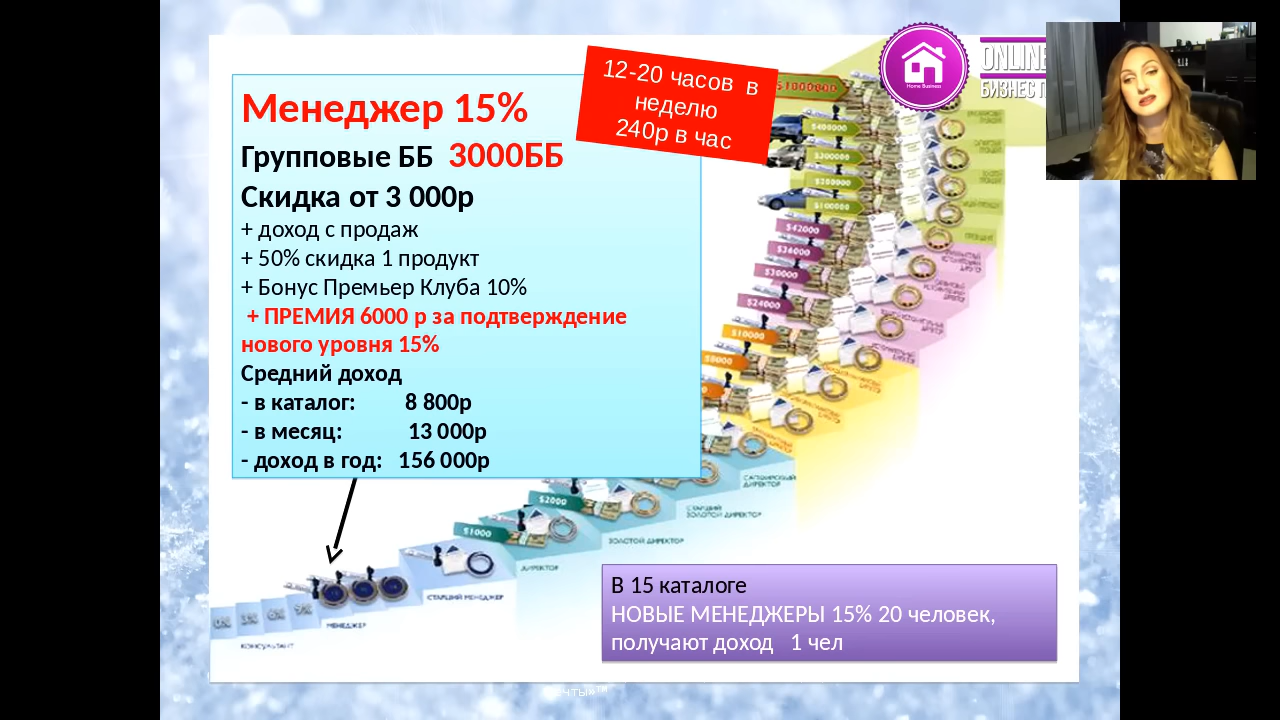 Менеджер 15%
Групповые ББ 3000ББ
Скидка от 3 000р
+ доход с продаж
+ 50% скидка 1 продукт
+ Бонус Премьер Клуба 10%
+ ПРЕМИЯ 6000 р за подтверждение
нового уровня 15%
Средний доход
- в каталог: 8 800р
- в месяц: 13 000р
- доход в год: 156 000р
12-20 часов в
неделю
240р в час
Home Business
ONLINE
БИЗНЕС
$1000000
$400000
$300000
$200000
$100000
$42000
$36000
$30000
$24000
$10000
$8000
$2000
$1000
САПФИРОВЫЙ
ДИРЕКТОР
СТАРШИЙ
ЗОЛОТОЙ ДИРЕКТОР
ЗОЛОТОЙ ДИРЕКТОР
ДИРЕКТОР
СТАРШИЙ МЕНЕДЖЕР
МЕНЕДЖЕР
КОНСУЛЬТАНТ
0% 3% 6% 9%
В 15 каталоге
НОВЫЕ МЕНЕДЖЕРЫ 15% 20 человек,
получают доход 1 чел